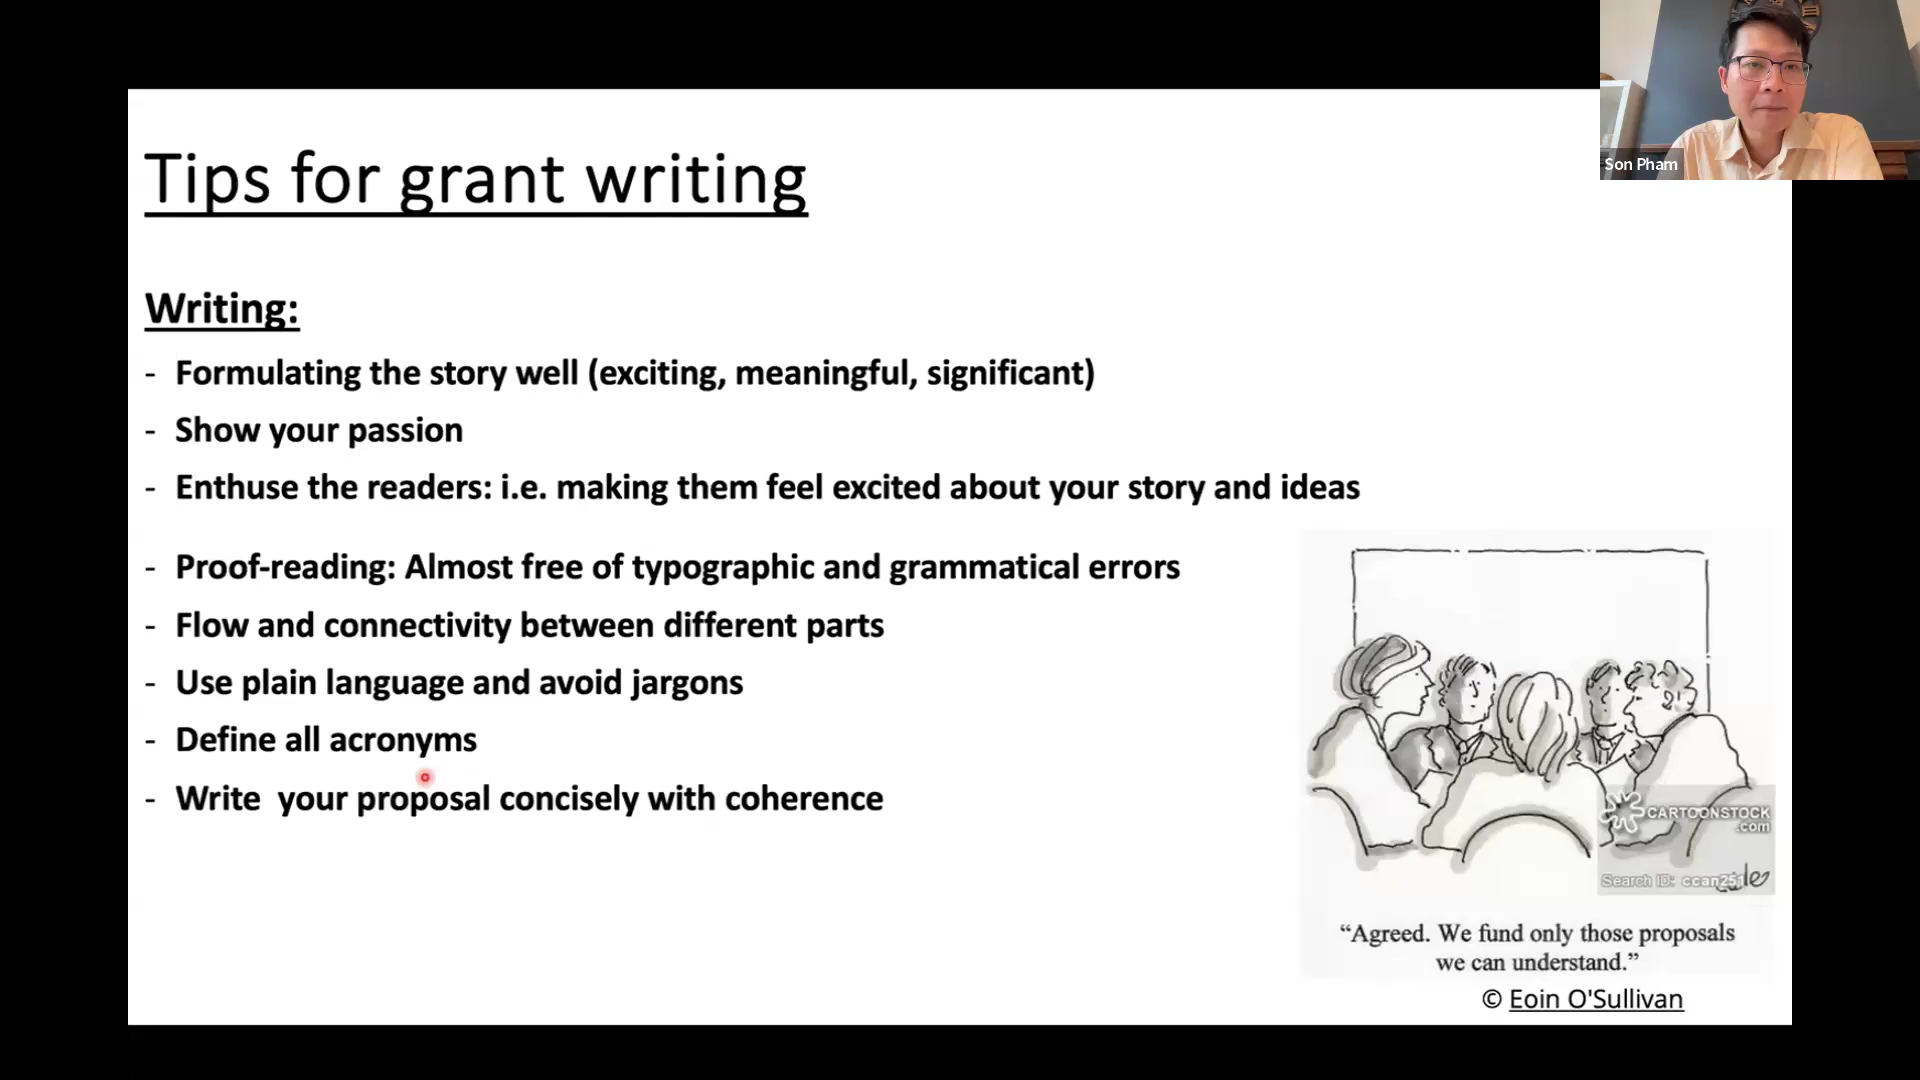 Son Pham
Tips for grant writing
Writing:
- Formulating the story well (exciting, meaningful, significant)
- Show your passion
- Enthuse the readers: i.e. making them feel excited about your story and ideas
- Proof-reading: Almost free of typographic and grammatical errors
- Flow and connectivity between different parts
- Use plain language and avoid jargons
- Define all acronyms
- Write  your proposal concisely with coherence
CARTOONSTOCK
.com
Search ID:
“Agreed. We fund only those proposals
we can understand.”
© Eoin O'Sullivan